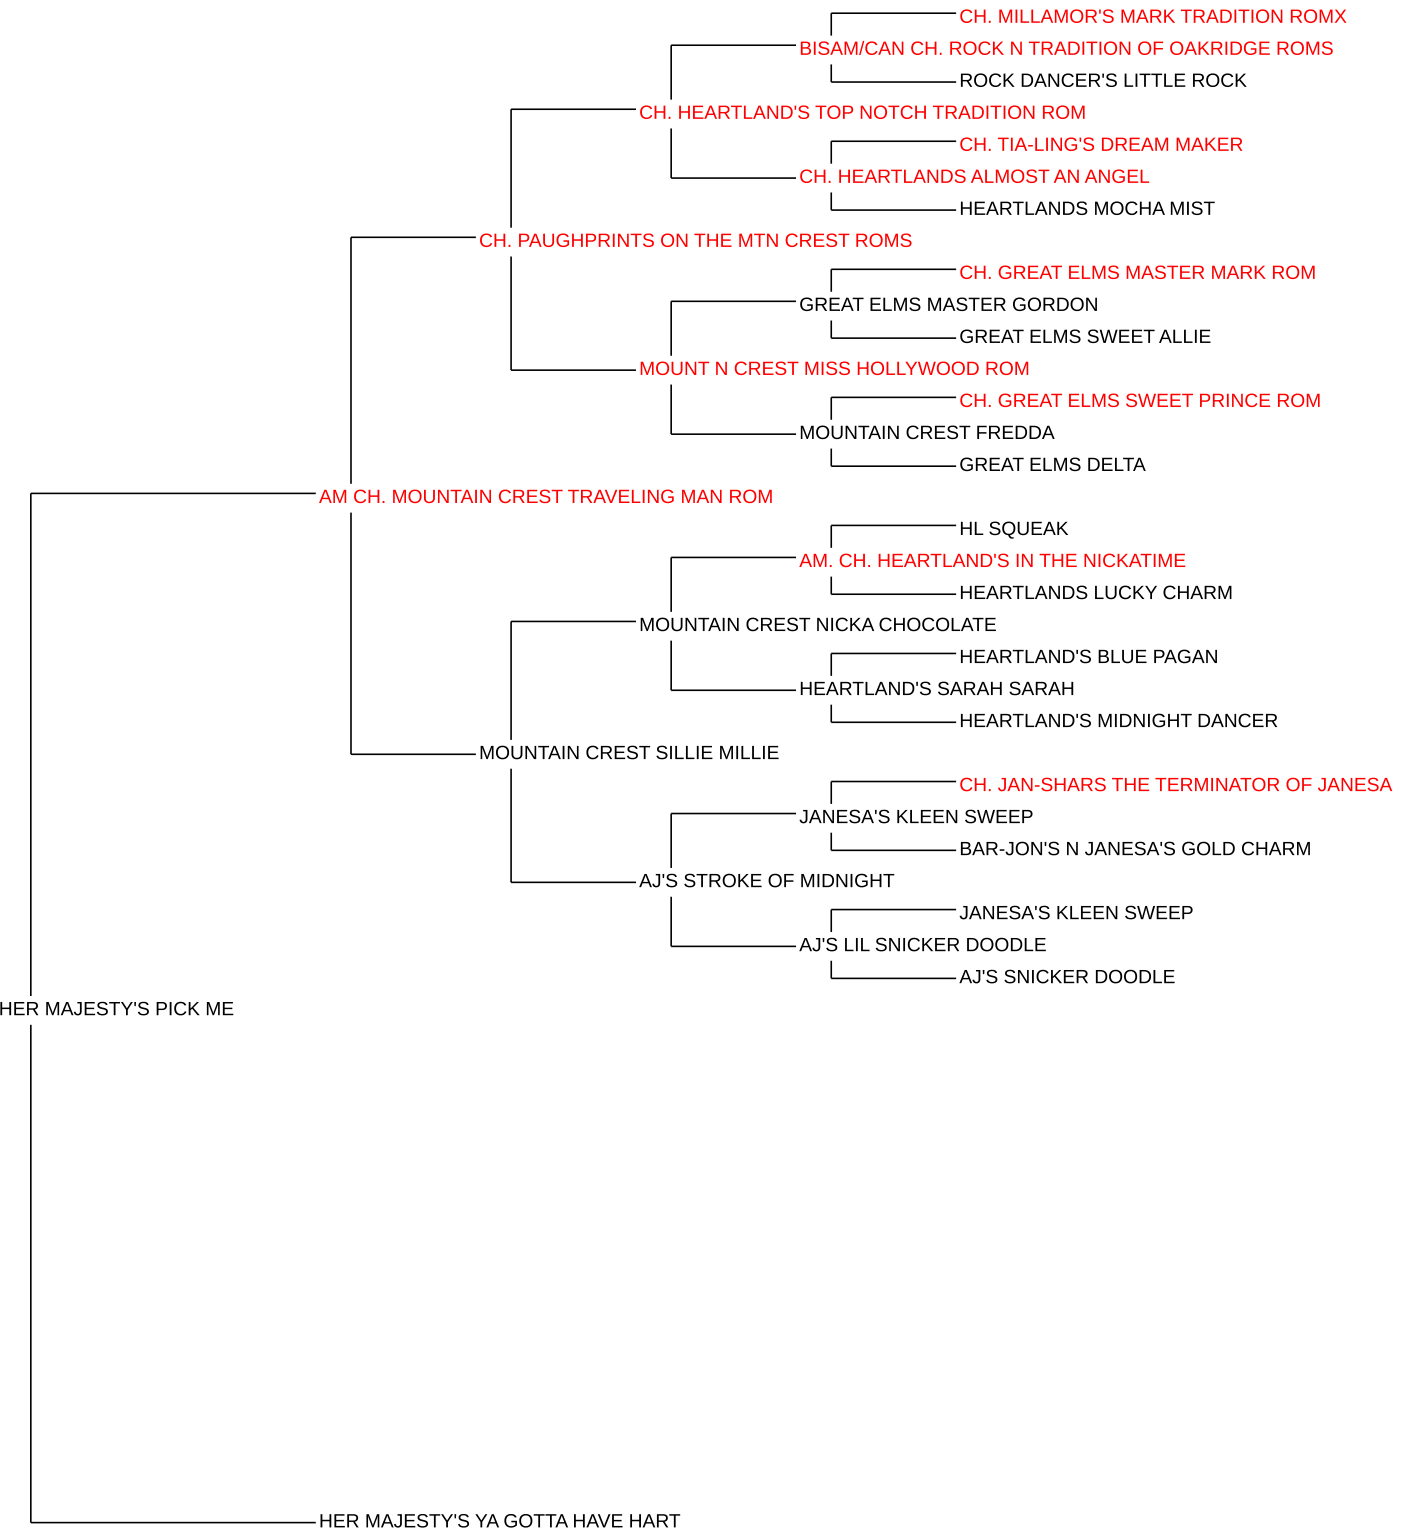 CH. MILLAMOR'S MARK TRADITION ROMX
BISAM/CAN CH. ROCK N TRADITION OF OAKRIDGE ROMS
ROCK DANCER'S LITTLE ROCK
CH. HEARTLAND'S TOP NOTCH TRADITION ROM
CH. TIA-LING'S DREAM MAKER
CH. HEARTLANDS ALMOST AN ANGEL
HEARTLANDS MOCHA MIST
CH. PAUGHPRINTS ON THE MTN CREST ROMS
CH. GREAT ELMS MASTER MARK ROM
GREAT ELMS MASTER GORDON
GREAT ELMS SWEET ALLIE
MOUNT N CREST MISS HOLLYWOOD ROM
CH. GREAT ELMS SWEET PRINCE ROM
MOUNTAIN CREST FREDDA
GREAT ELMS DELTA
AM CH. MOUNTAIN CREST TRAVELING MAN ROM
HL SQUEAK
AM. CH. HEARTLAND'S IN THE NICKATIME
HEARTLANDS LUCKY CHARM
MOUNTAIN CREST NICKA CHOCOLATE
HEARTLAND'S BLUE PAGAN
HEARTLAND'S SARAH SARAH
HEARTLAND'S MIDNIGHT DANCER
MOUNTAIN CREST SILLIE MILLIE
CH. JAN-SHARS THE TERMINATOR OF JANESA
JANESA'S KLEEN SWEEP
BAR-JON'S N JANESA'S GOLD CHARM
AJ'S STROKE OF MIDNIGHT
JANESA'S KLEEN SWEEP
AJ'S LIL SNICKER DOODLE
AJ'S SNICKER DOODLE
HER MAJESTY'S PICK ME
HER MAJESTY'S YA GOTTA HAVE HART